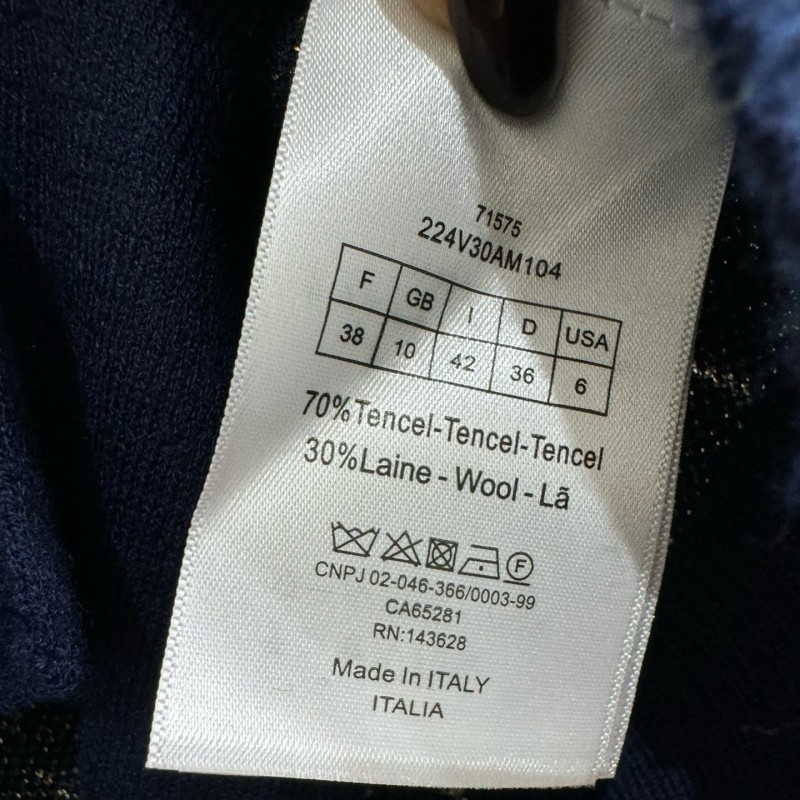 71575
224V30AM104
F GB I D USA
38 10 42 36 6
70%Tencel-Tencel-Tencel
30%Laine - Wool - Lã
F
CNPJ 02-046-366/0003-99
CA65281
RN:143628
Made In ITALY
ITALIA